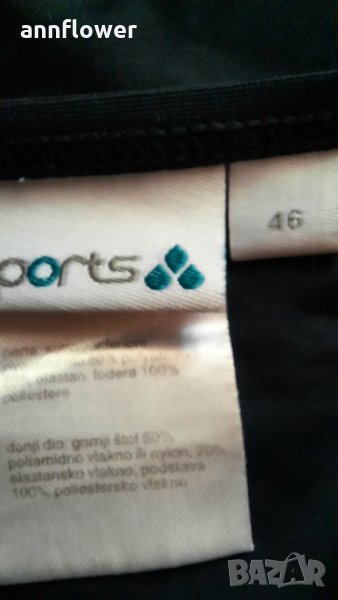 annflower
ports
46
fodera 100%
poliestere
donji dio: gornji štof 80%
poliamidno vlakno ili nylon, 20%
elastansko vlakno, podstava
100% poliestersko vlakno
BAZAR